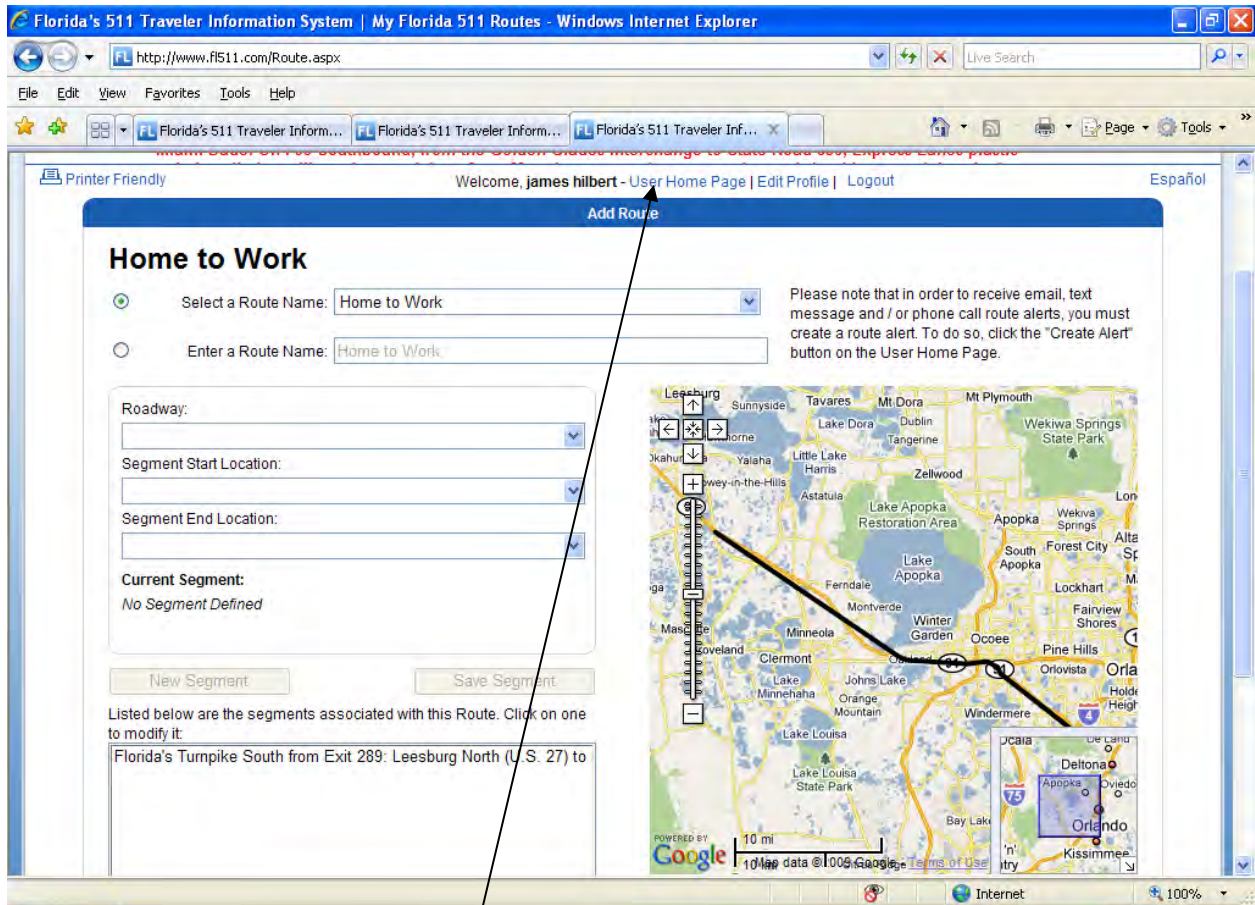 Florida's 511 Traveler Information System | My Florida 511 Routes - Windows Internet Explorer
http://www.fl511.com/Route.aspx
Live Search
File Edit View Favorites Tools Help
FL Florida's 511 Traveler Inform... FL Florida's 511 Traveler Inform... FL Florida's 511 Traveler Inf... Page Tools
Printer Friendly Welcome, james hilbert - User Home Page | Edit Profile | Logout Español
Add Route
Home to Work
Select a Route Name: Home to Work
Enter a Route Name: Home to Work
Please note that in order to receive email, text
message and / or phone call route alerts, you must
create a route alert. To do so, click the "Create Alert"
button on the User Home Page.
Roadway:
Segment Start Location:
Segment End Location:
Current Segment:
No Segment Defined
New Segment Save Segment
Listed below are the segments associated with this Route. Click on one
to modify it:
Florida's Turnpike South from Exit 289: Leesburg North (U.S. 27) to
Leesburg
Sunnyside
Tavares
Mt Dora
Mt Plymouth
Lake Dora
Dublin
Tangerine
Wekiwa Springs
State Park
Yalaha
Little Lake
Harris
Zellwood
Astatula
Lake Apopka
Restoration Area
Apopka
Wekiva
Springs
South
Apopka
Forest City
Lake
Apopka
Lockhart
Ferndale
Montverde
Fairview
Shores
Winter
Garden
Ocoee
Minneola
Pine Hills
Clermont
Orlovista
Lake
Minnehaha
Johns Lake
Orange
Mountain
Windermere
4
Lake Louisa
Lake Louisa
State Park
Deltona
Apopka
Oviedo
75
Orlando
Kissimmee
POWERED BY
Google
10 mi
Terms of Use
Internet 100%